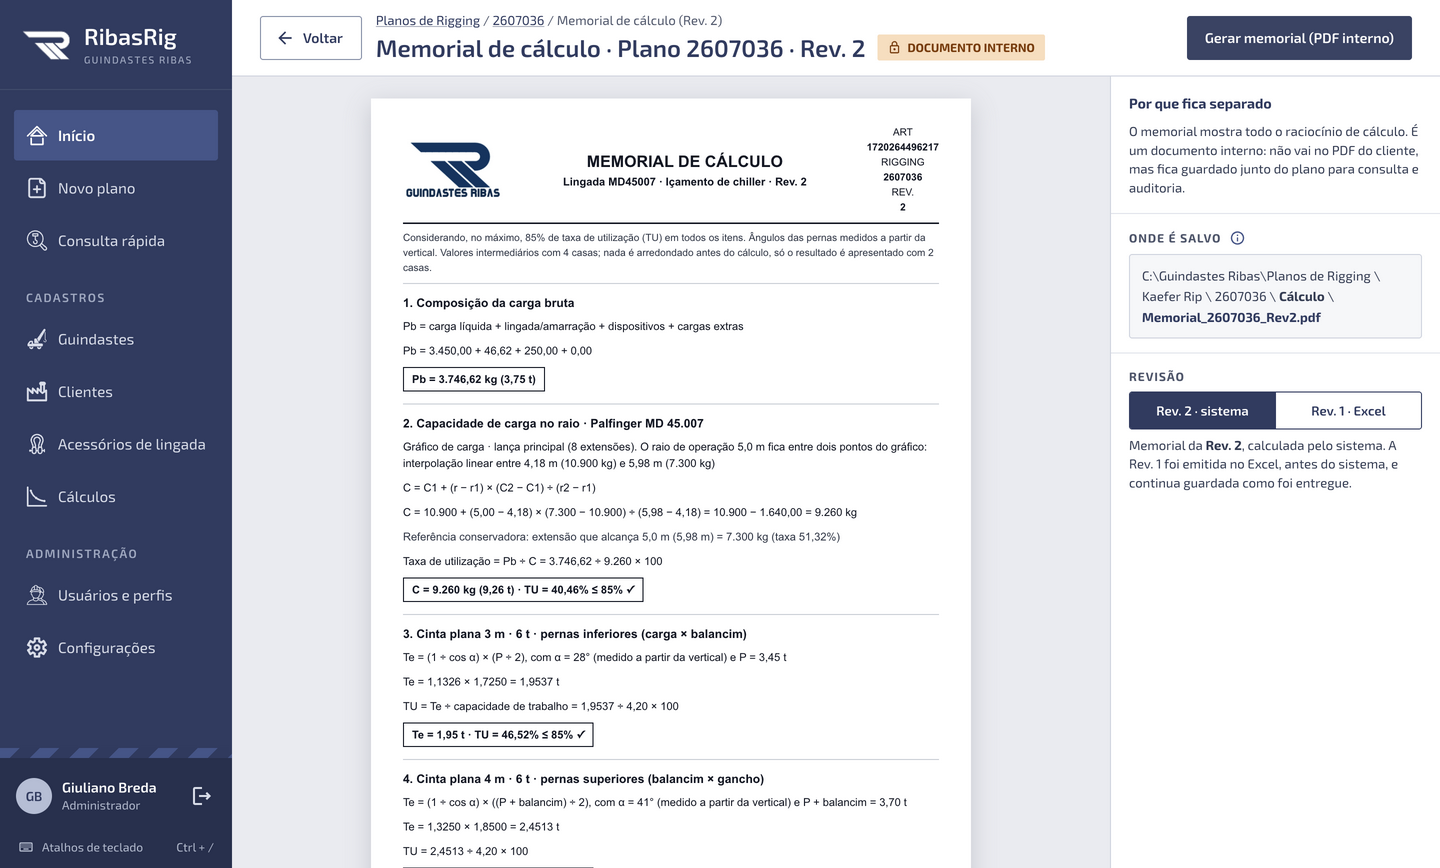 RibasRig
GUINDASTES RIBAS
Início
Novo plano
Consulta rápida
CADASTROS
Guindastes
Clientes
Acessórios de lingada
Cálculos
ADMINISTRAÇÃO
Usuários e perfis
Configurações
GB
Giuliano Breda
Administrador
Atalhos de teclado Ctrl + /
Voltar
Planos de Rigging / 2607036 / Memorial de cálculo (Rev. 2)
Memorial de cálculo · Plano 2607036 · Rev. 2
DOCUMENTO INTERNO
Gerar memorial (PDF interno)
GUINDASTES RIBAS
MEMORIAL DE CÁLCULO
Lingada MD45007 · Içamento de chiller · Rev. 2
ART
1720264496217
RIGGING
2607036
REV.
2
Considerando, no máximo, 85% de taxa de utilização (TU) em todos os itens. Ângulos das pernas medidos a partir da
vertical. Valores intermediários com 4 casas; nada é arredondado antes do cálculo, só o resultado é apresentado com 2
casas.
1. Composição da carga bruta
Pb = carga líquida + lingada/amarração + dispositivos + cargas extras
Pb = 3.450,00 + 46,62 + 250,00 + 0,00
Pb = 3.746,62 kg (3,75 t)
2. Capacidade de carga no raio · Palfinger MD 45.007
Gráfico de carga · lança principal (8 extensões). O raio de operação 5,0 m fica entre dois pontos do gráfico:
interpolação linear entre 4,18 m (10.900 kg) e 5,98 m (7.300 kg)
C = C1 + (r − r1) × (C2 − C1) ÷ (r2 − r1)
C = 10.900 + (5,00 − 4,18) × (7.300 − 10.900) ÷ (5,98 − 4,18) = 10.900 − 1.640,00 = 9.260 kg
Referência conservadora: extensão que alcança 5,0 m (5,98 m) = 7.300 kg (taxa 51,32%)
Taxa de utilização = Pb ÷ C = 3.746,62 ÷ 9.260 × 100
C = 9.260 kg (9,26 t) · TU = 40,46% ≤ 85% ✓
3. Cinta plana 3 m · 6 t · pernas inferiores (carga × balancim)
Te = (1 ÷ cos α) × (P ÷ 2), com α = 28° (medido a partir da vertical) e P = 3,45 t
Te = 1,1326 × 1,7250 = 1,9537 t
TU = Te ÷ capacidade de trabalho = 1,9537 ÷ 4,20 × 100
Te = 1,95 t · TU = 46,52% ≤ 85% ✓
4. Cinta plana 4 m · 6 t · pernas superiores (balancim × gancho)
Te = (1 ÷ cos α) × ((P + balancim) ÷ 2), com α = 41° (medido a partir da vertical) e P + balancim = 3,70 t
Te = 1,3250 × 1,8500 = 2,4513 t
TU = 2,4513 ÷ 4,20 × 100
Por que fica separado
O memorial mostra todo o raciocínio de cálculo. É
um documento interno: não vai no PDF do cliente,
mas fica guardado junto do plano para consulta e
auditoria.
ONDE É SALVO
C:\Guindastes Ribas\Planos de Rigging \
Kaefer Rip \ 2607036 \ Cálculo \
Memorial_2607036_Rev2.pdf
REVISÃO
Rev. 2 · sistema
Rev. 1 · Excel
Memorial da Rev. 2, calculada pelo sistema. A
Rev. 1 foi emitida no Excel, antes do sistema, e
continua guardada como foi entregue.